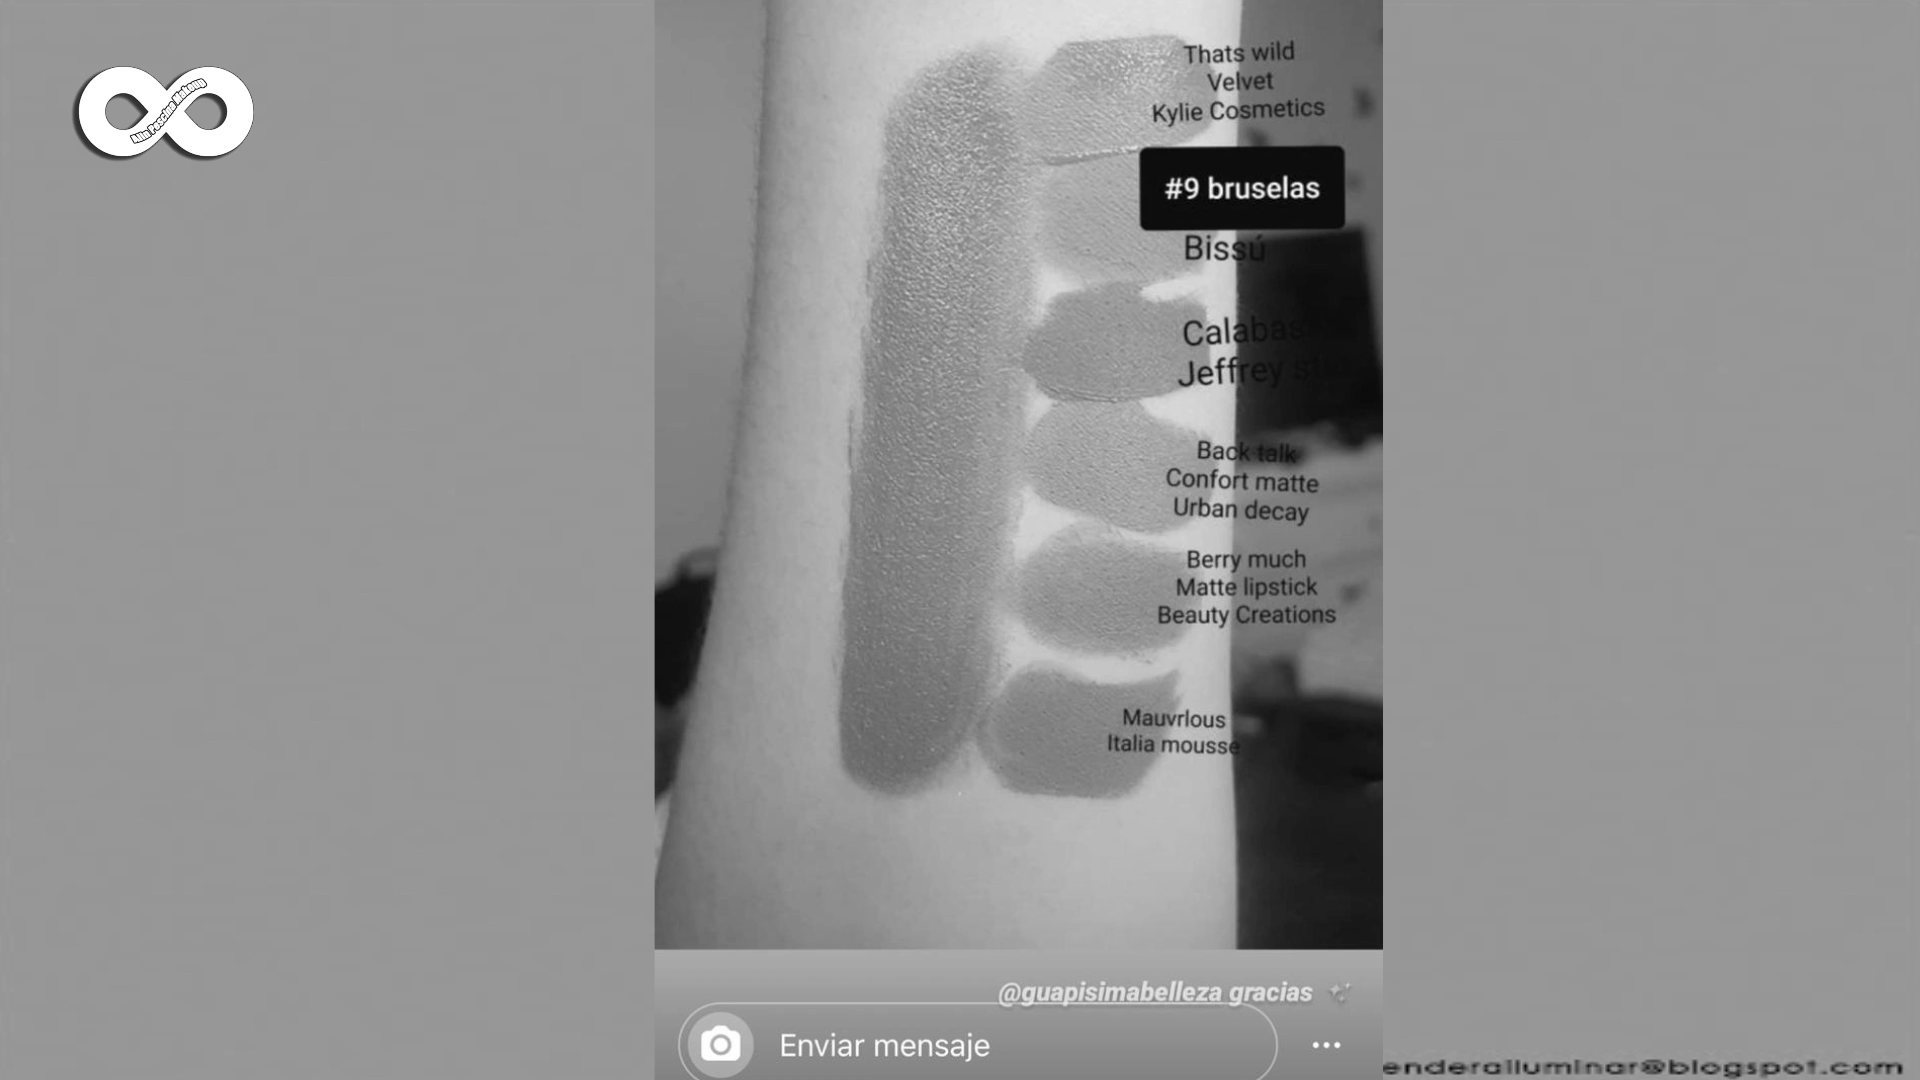 Thats wild
Velvet
Kylie Cosmetics
#9 bruselas
Bissú
Calabas
Jeffrey
Back talk
Confort matte
Urban decay
Berry much
Matte lipstick
Beauty Creations
Mauvrlous
Italia mousse
@guapisimabelleza gracias
Enviar mensaje
enderalluminar@blogspot.com